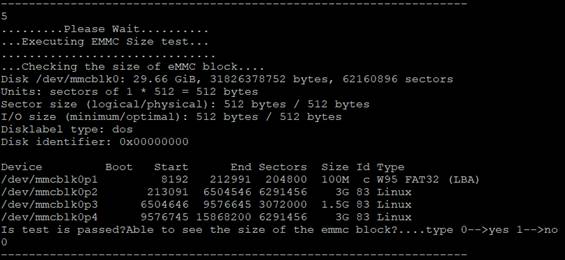 ------------------------------------------------------------------
5
.........Please Wait..........
...Executing EMMC Size test...
..............................
...Checking the size of eMMC block....
Disk /dev/mmcblk0: 29.66 GiB, 31826378752 bytes, 62160896 sectors
Units: sectors of 1 * 512 = 512 bytes
Sector size (logical/physical): 512 bytes / 512 bytes
I/O size (minimum/optimal): 512 bytes / 512 bytes
Disklabel type: dos
Disk identifier: 0x00000000
Device         Boot   Start      End Sectors  Size Id Type
/dev/mmcblk0p1         8192   212991  204800  100M  c W95 FAT32 (LBA)
/dev/mmcblk0p2       213091  6504546 6291456    3G 83 Linux
/dev/mmcblk0p3      6504646  9576645 3072000  1.5G 83 Linux
/dev/mmcblk0p4      9576745 15868200 6291456    3G 83 Linux
Is test is passed?Able to see the size of the emmc block?....type 0-->yes 1-->no
0
------------------------------------------------------------------